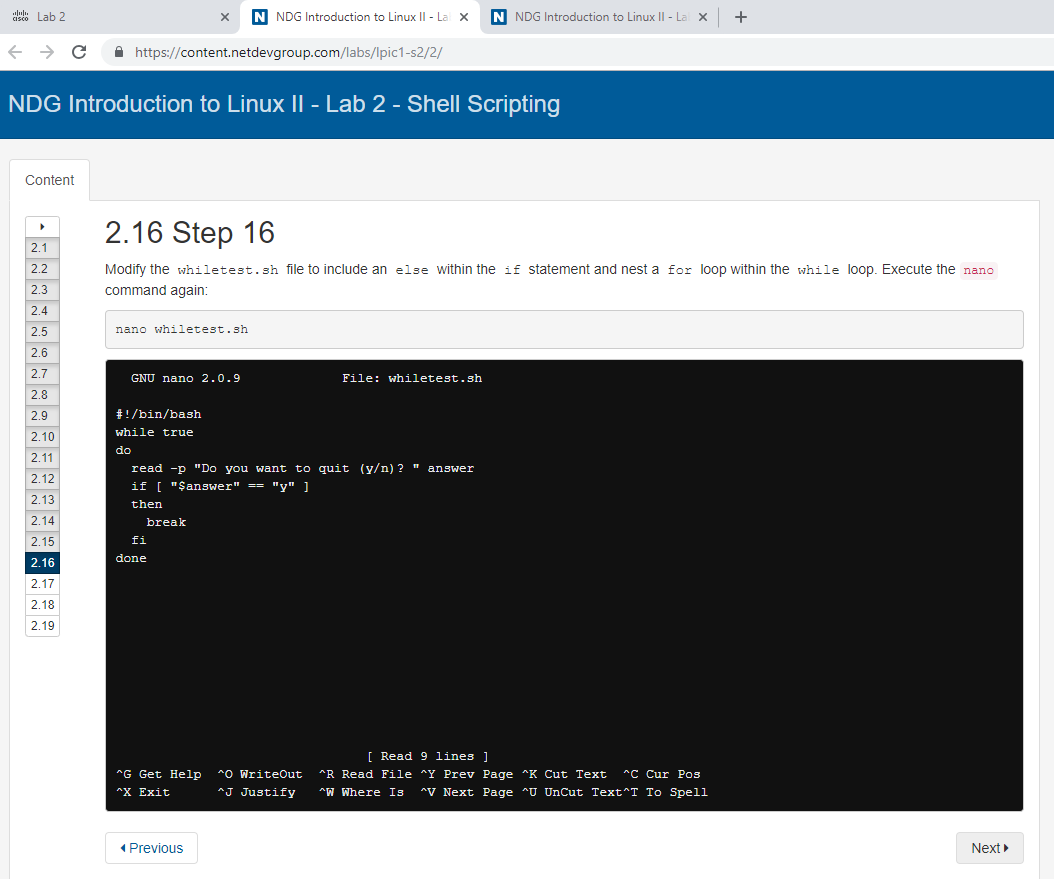 Lab 2
NDG Introduction to Linux II - La
NDG Introduction to Linux II - La
https://content.netdevgroup.com/labs/lpic1-s2/2/
NDG Introduction to Linux II - Lab 2 - Shell Scripting
Content
2.1
2.2
2.3
2.4
2.5
2.6
2.7
2.8
2.9
2.10
2.11
2.12
2.13
2.14
2.15
2.16
2.17
2.18
2.19
2.16 Step 16
Modify the whiletest.sh file to include an else within the if statement and nest a for loop within the while loop. Execute the nano
command again:
nano whiletest.sh
GNU nano 2.0.9 File: whiletest.sh
#!/bin/bash
while true
do
read -p "Do you want to quit (y/n)? " answer
if [ "$answer" == "y" ]
then
break
fi
done
[ Read 9 lines ]
^G Get Help ^O WriteOut ^R Read File ^Y Prev Page ^K Cut Text ^C Cur Pos
^X Exit ^J Justify ^W Where Is ^V Next Page ^U UnCut Text^T To Spell
Previous
Next